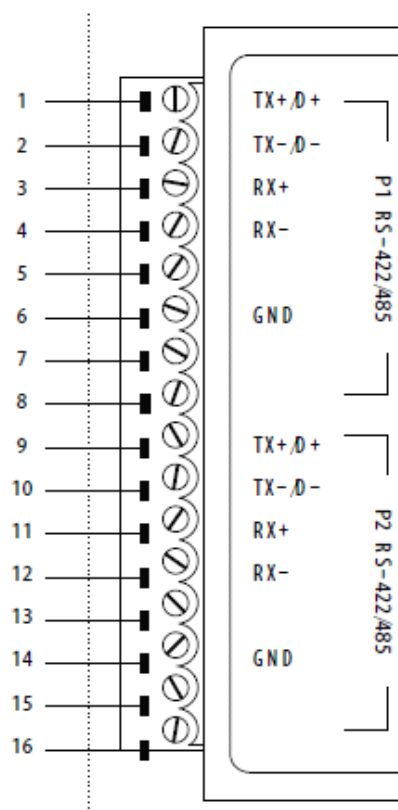 1 TX+/D+
2 TX-/D-
3 RX+
4 RX-
5
6 GND
7
8
P1 RS-422/485
9 TX+/D+
10 TX-/D-
11 RX+
12 RX-
13
14 GND
15
16
P2 RS-422/485